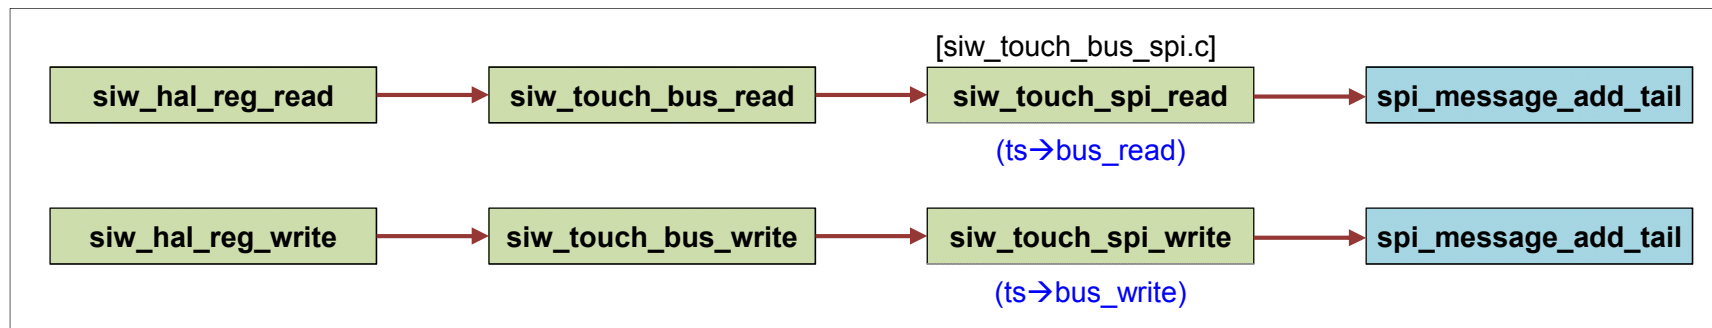 [siw_touch_bus_spi.c]
siw_hal_reg_read siw_touch_bus_read siw_touch_spi_read spi_message_add_tail
(ts→bus_read)
siw_hal_reg_write siw_touch_bus_write siw_touch_spi_write spi_message_add_tail
(ts→bus_write)